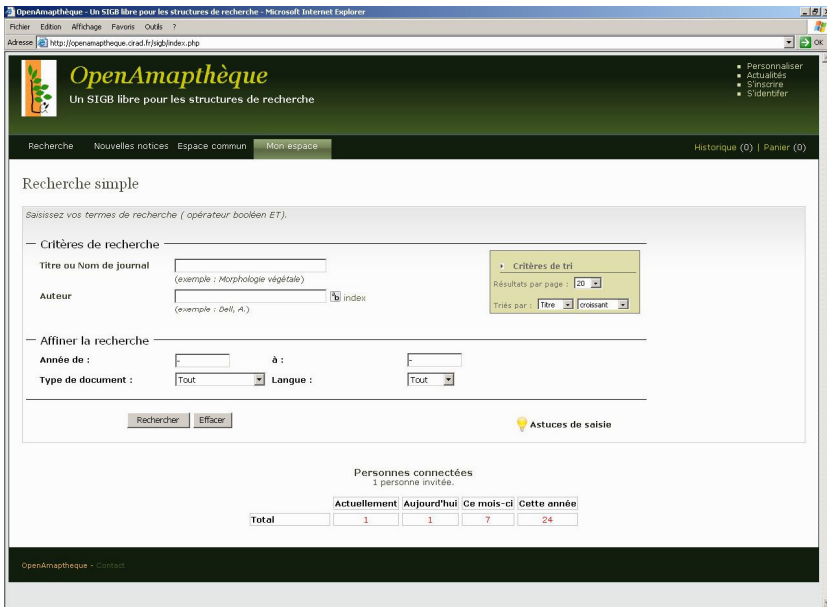 OpenAmapthèque - Un SIGB libre pour les structures de recherche - Microsoft Internet Explorer
Fichier Edition Affichage Favoris Outils ?
Adresse http://openamaptheque.cirad.fr/sigb/index.php OK
OpenAmapthèque
Un SIGB libre pour les structures de recherche
Personnaliser
Actualités
S'inscrire
S'identifer
Recherche Nouvelles notices Espace commun Mon espace Historique (0) | Panier (0)
Recherche simple
Saisissez vos termes de recherche ( opérateur booléen ET).
Critères de recherche
Titre ou Nom de journal
(exemple : Morphologie végétale)
Auteur index
(exemple : Dell, A.)
Critères de tri
Résultats par page : 20
Triés par : Titre croissant
Affiner la recherche
Année de : - à : -
Type de document : Tout Langue : Tout
Rechercher Effacer Astuces de saisie
Personnes connectées
1 personne invitée.
Actuellement Aujourd'hui Ce mois-ci Cette année
Total 1 1 7 24
OpenAmaptheque - Contact